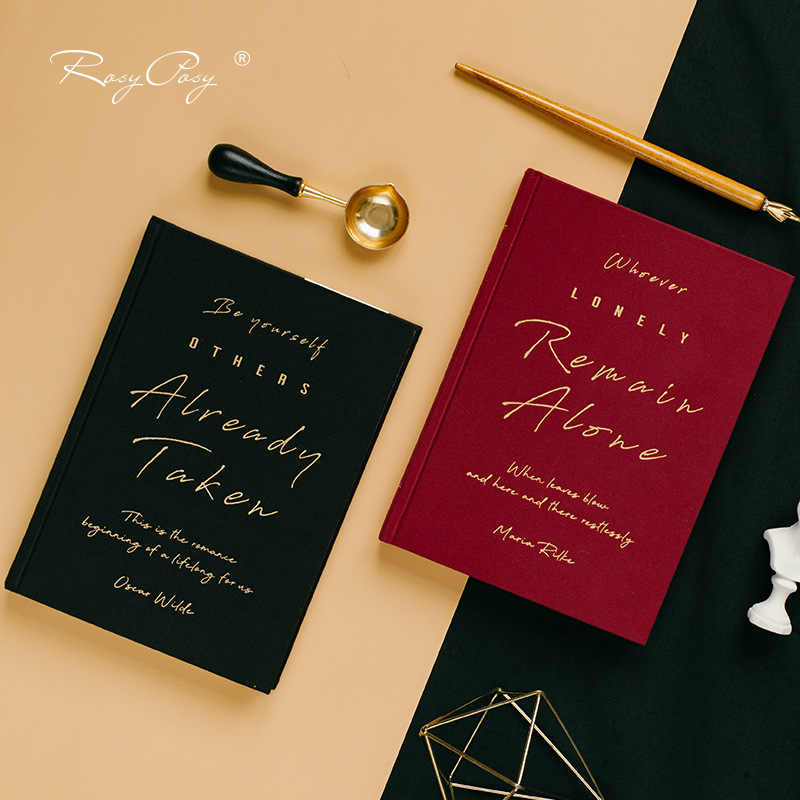 RosyPosy ®
Be yourself
OTHERS
Already
Taken
This is the romance
beginning of a lifelong for us
Oscar Wilde
Whoever
LONELY
Remain
Alone
When leaves blow
and here and there restlessly
Maria Rilke